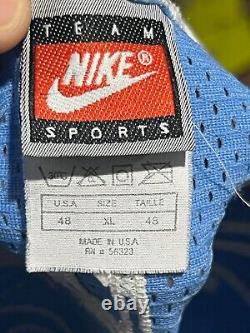 TEAM
NIKE
SPORTS
U.S.A SIZE TAILLE
48 XL 48
MADE IN U.S.A
RN # 56323